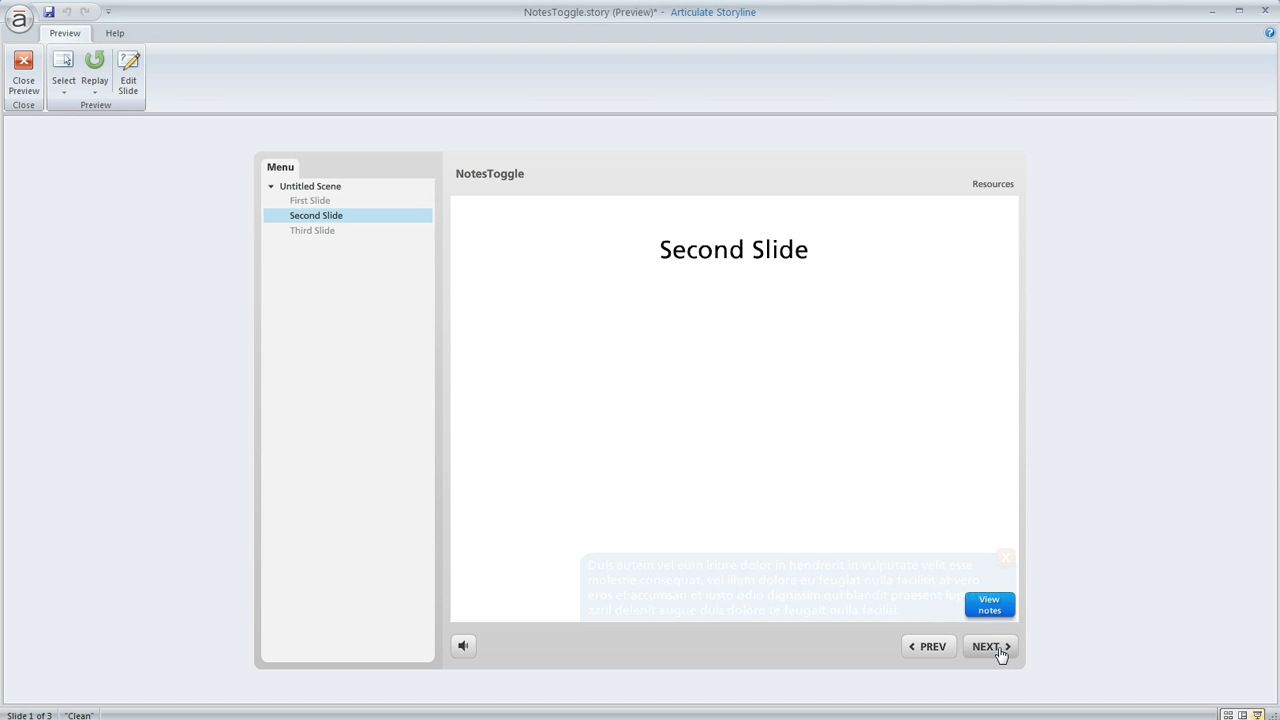 NotesToggle.story (Preview)* - Articulate Storyline
Preview
Help
Close Preview
Select
Replay
Edit Slide
Close
Preview
Menu
Untitled Scene
First Slide
Second Slide
Third Slide
NotesToggle
Resources
Second Slide
Duis autem vel eum iriure dolor in hendrerit in vulputate velit esse
molestie consequat, vel illum dolore eu feugiat nulla facilisis at vero
eros et accumsan et iusto odio dignissim qui blandit praesent
zzril delenit augue duis dolore te feugait nulla facilisi.
View
notes
PREV
NEXT
Slide 1 of 3
"Clean"